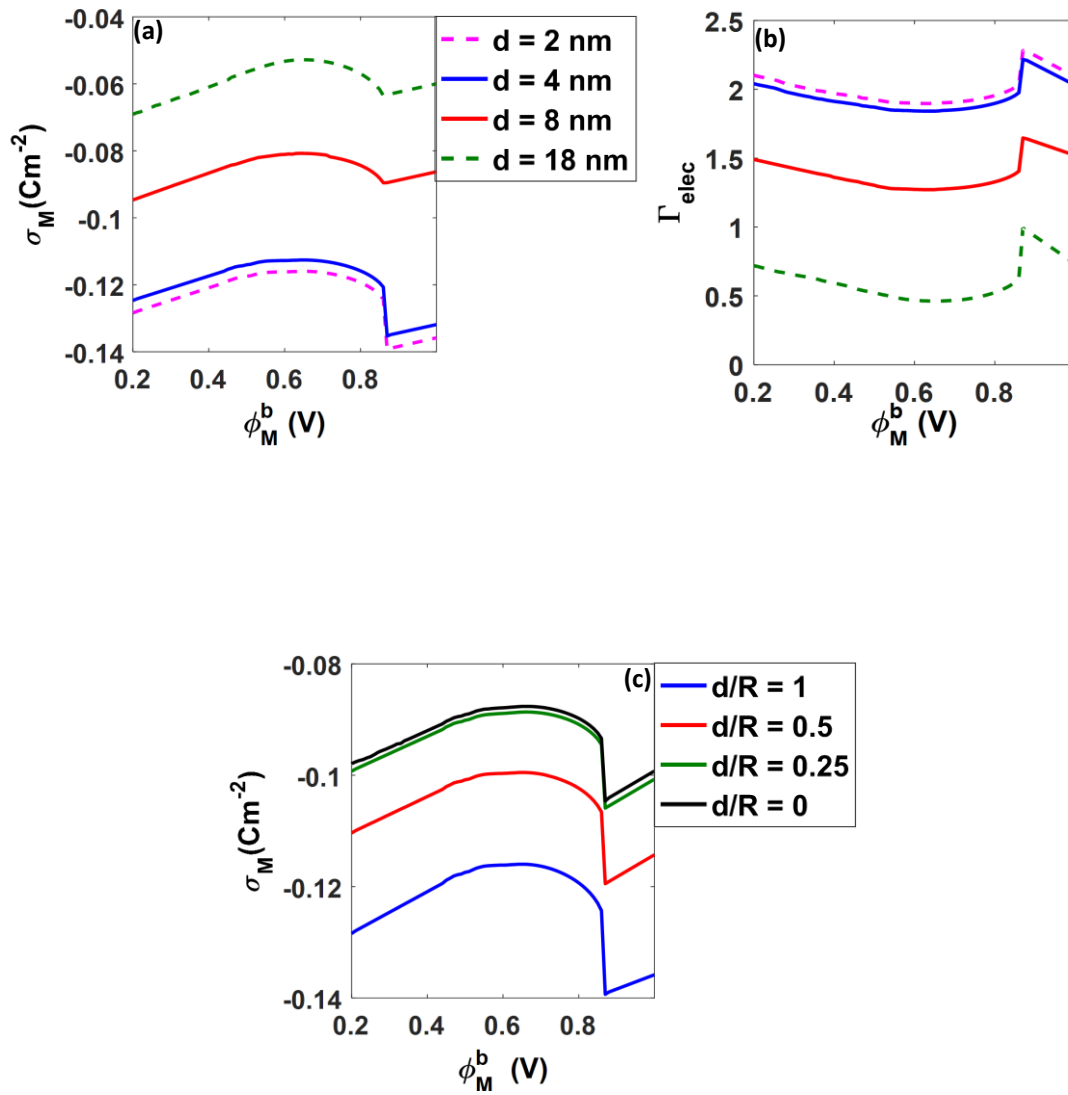 (a)
-0.04
-0.06
-0.08
-0.1
-0.12
-0.14
σM(Cm-2)
0.2 0.4 0.6 0.8
ϕMb (V)
d = 2 nm
d = 4 nm
d = 8 nm
d = 18 nm
(b)
2.5
2
1.5
1
0.5
0
Γelec
0.2 0.4 0.6 0.8
ϕMb (V)
(c)
-0.08
-0.1
-0.12
-0.14
σM(Cm-2)
0.2 0.4 0.6 0.8
ϕMb (V)
d/R = 1
d/R = 0.5
d/R = 0.25
d/R = 0